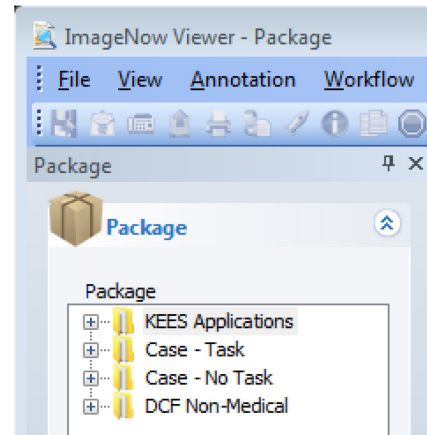 ImageNow Viewer - Package
File View Annotation Workflow
Package
Package
Package
KEES Applications
Case - Task
Case - No Task
DCF Non-Medical